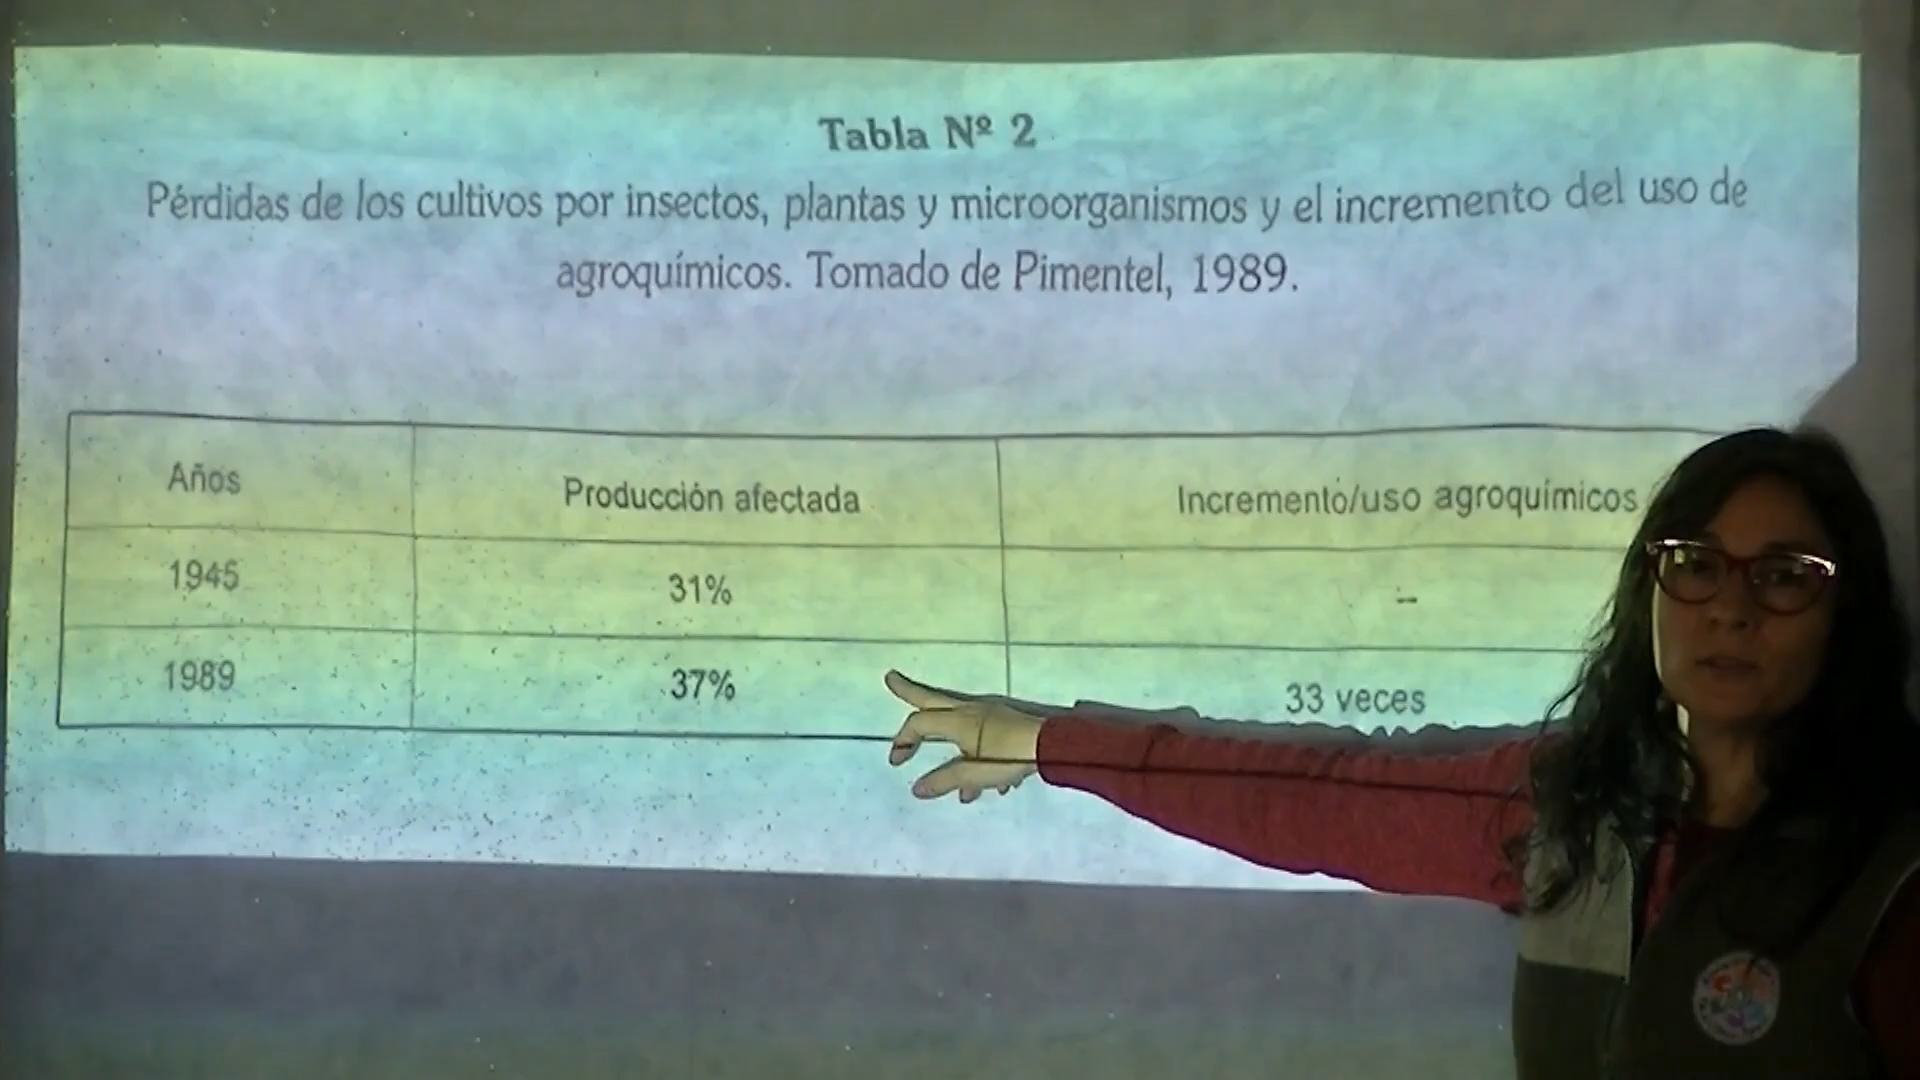 Tabla Nº 2
Pérdidas de los cultivos por insectos, plantas y microorganismos y el incremento del uso de
agroquímicos. Tomado de Pimentel, 1989.
Años Producción afectada Incremento/uso agroquímicos
1945 31% --
1989 37% 33 veces